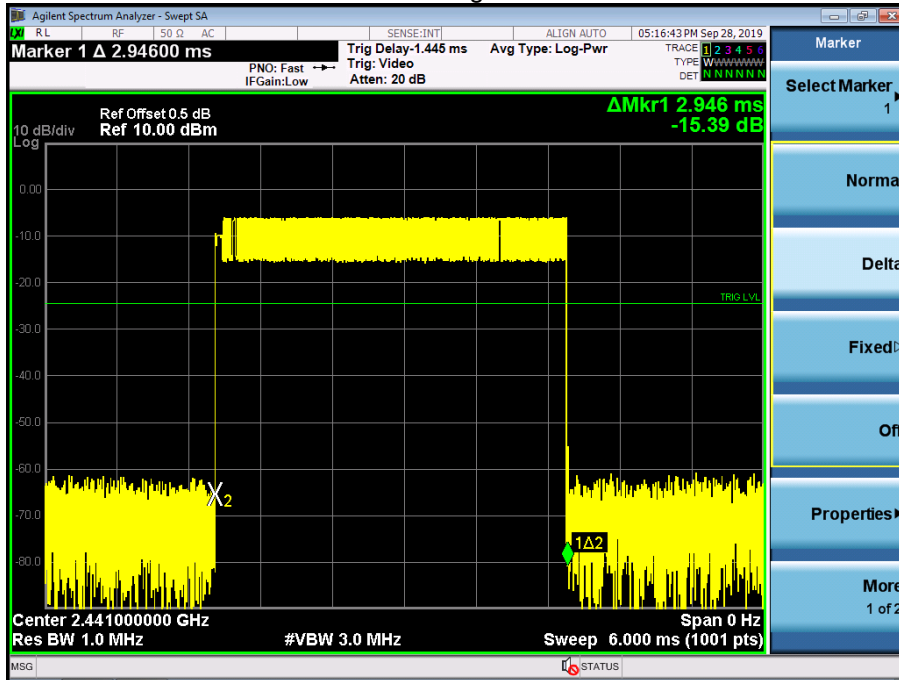 Agilent Spectrum Analyzer - Swept SA
LXI RL RF 50 Ω AC SENSE:INT ALIGN AUTO 05:16:43 PM Sep 28, 2019
Marker 1 Δ 2.94600 ms
PNO: Fast
IFGain:Low
Trig Delay-1.445 ms
Trig: Video
Atten: 20 dB
Avg Type: Log-Pwr
TRACE 1 2 3 4 5 6
TYPE WWWWWW
DET N N N N N N
Marker
Select Marker
1
Norma
Delta
Fixed
Off
Properties
More
1 of 2
ΔMkr1 2.946 ms
-15.39 dB
Ref Offset 0.5 dB
10 dB/div Ref 10.00 dBm
Log
0.00
-10.0
-20.0
TRIG LVL
-30.0
-40.0
-50.0
-60.0
X2
-70.0
1Δ2
-80.0
Center 2.441000000 GHz Span 0 Hz
Res BW 1.0 MHz #VBW 3.0 MHz Sweep 6.000 ms (1001 pts)
MSG STATUS